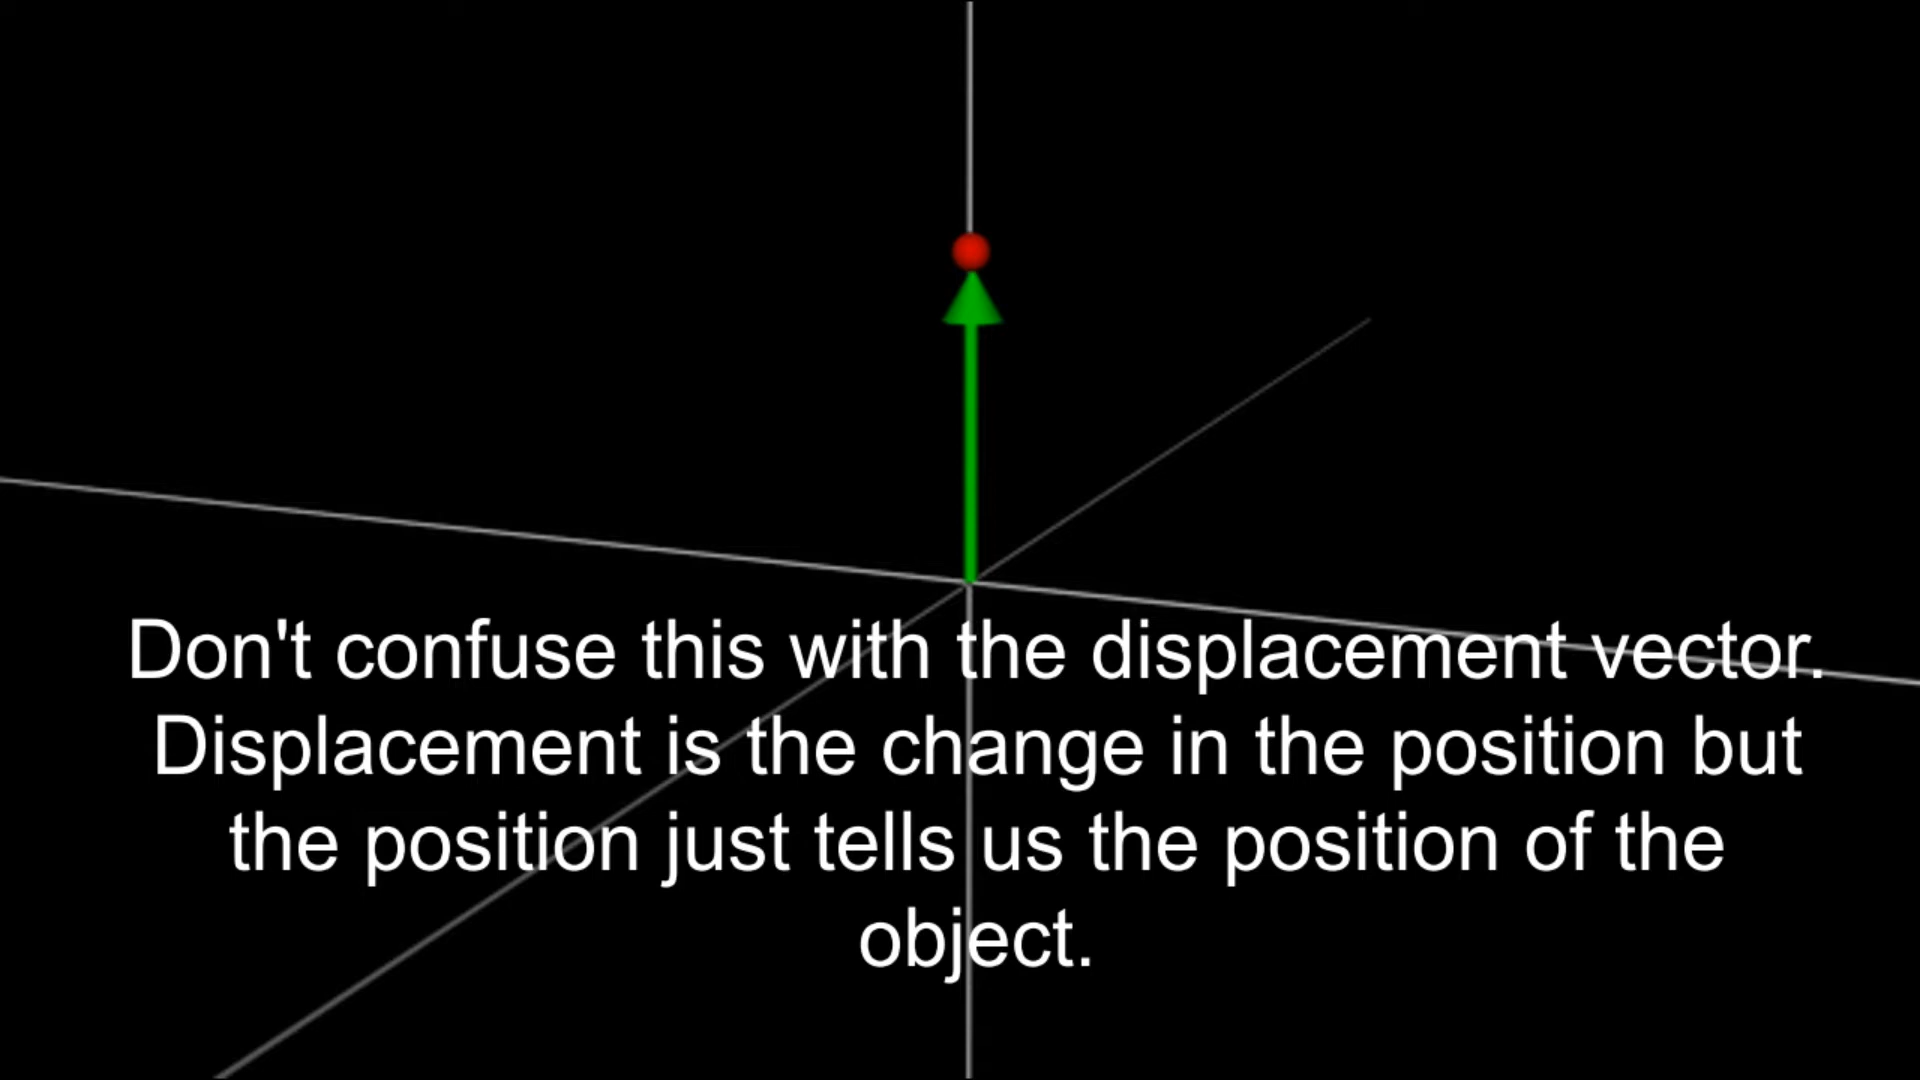 Don't confuse this with the displacement vector.
Displacement is the change in the position but
the position just tells us the position of the
object.